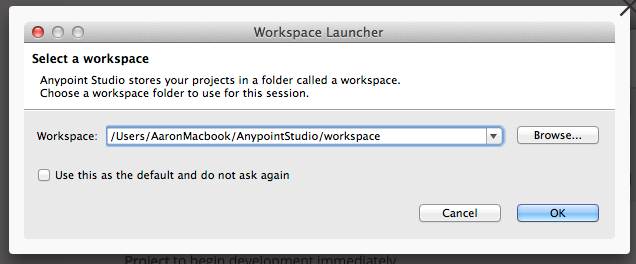 Workspace Launcher
Select a workspace
Anypoint Studio stores your projects in a folder called a workspace.
Choose a workspace folder to use for this session.
Workspace: /Users/AaronMacbook/AnypointStudio/workspace Browse...
Use this as the default and do not ask again
Cancel OK
Project to begin development immediately